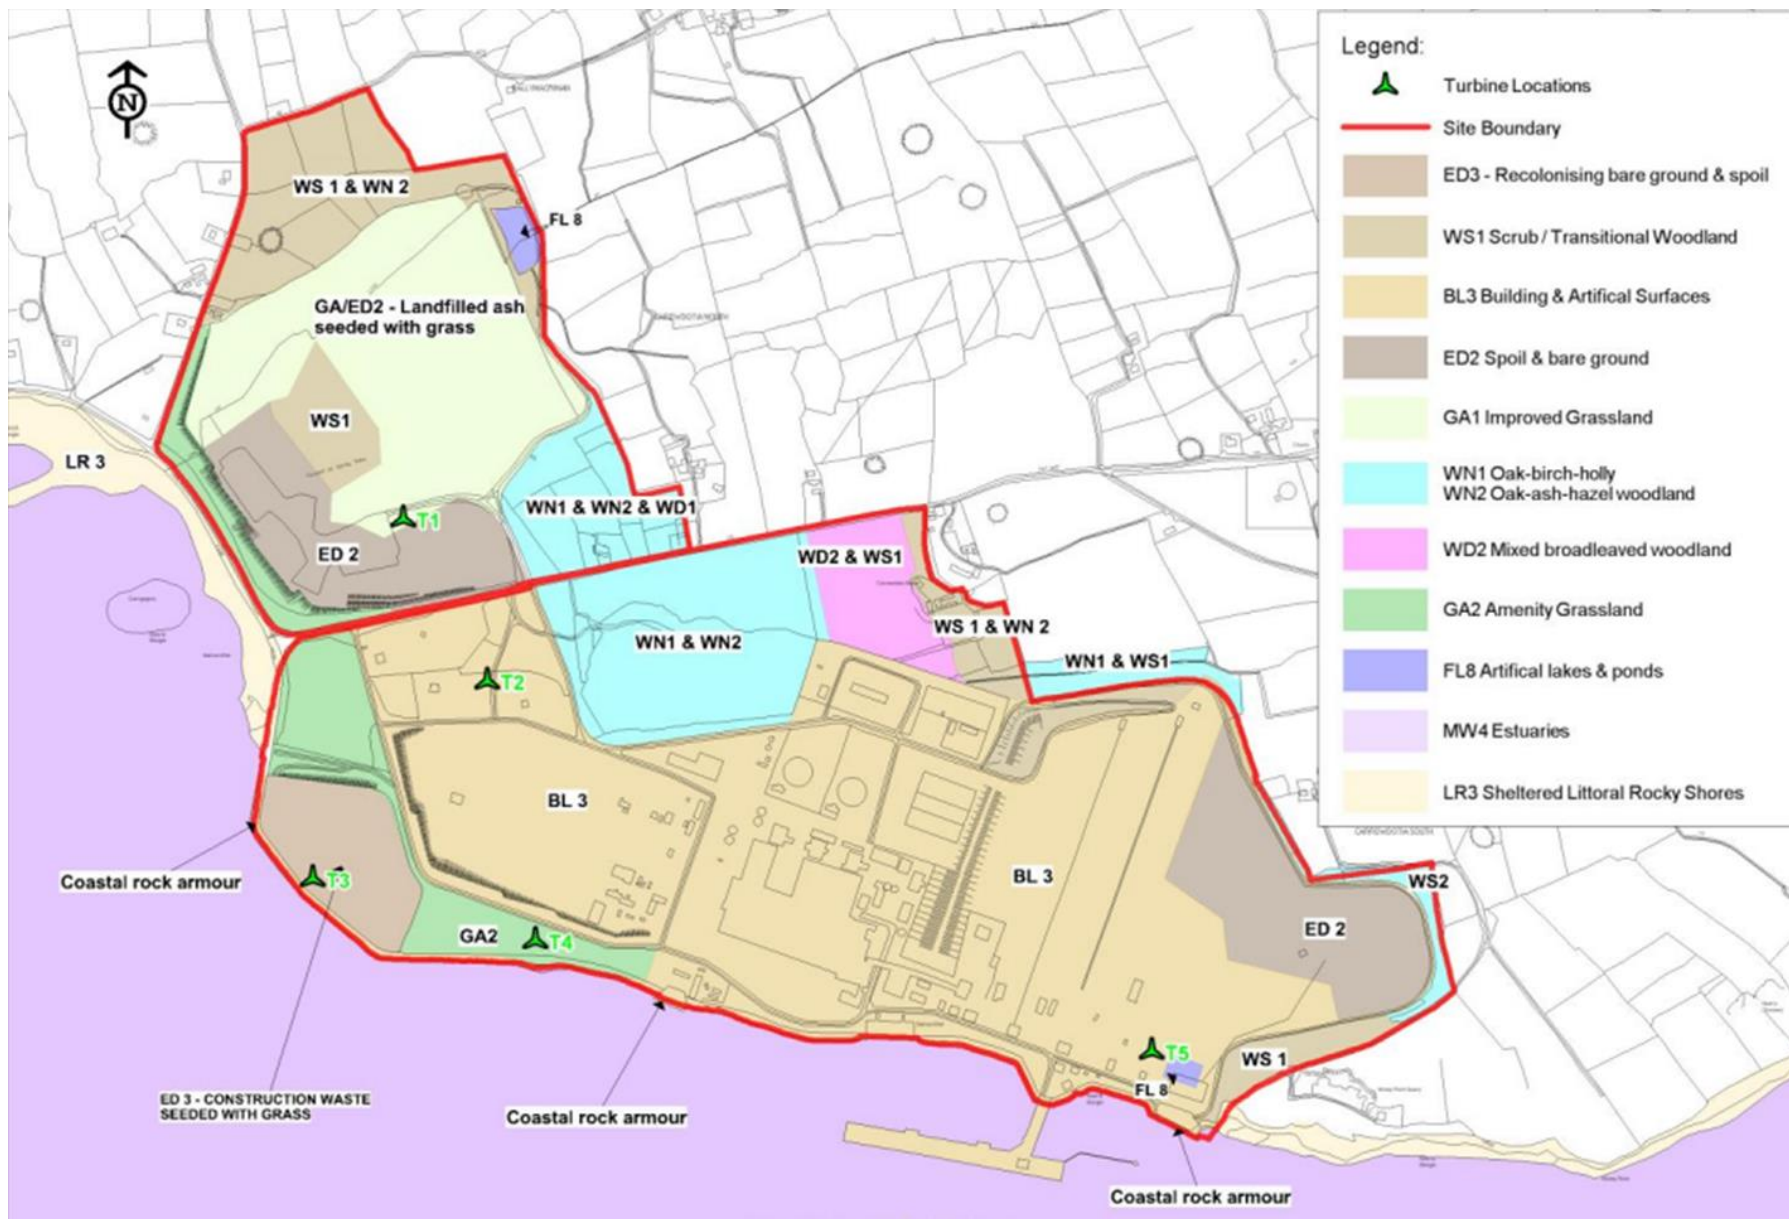 Legend:
Turbine Locations
Site Boundary
ED3 - Recolonising bare ground & spoil
WS1 Scrub / Transitional Woodland
BL3 Building & Artifical Surfaces
ED2 Spoil & bare ground
GA1 Improved Grassland
WN1 Oak-birch-holly
WN2 Oak-ash-hazel woodland
WD2 Mixed broadleaved woodland
GA2 Amenity Grassland
FL8 Artifical lakes & ponds
MW4 Estuaries
LR3 Sheltered Littoral Rocky Shores
N
WS 1 & WN 2
FL 8
GA/ED2 - Landfilled ash
seeded with grass
WS1
LR 3
T1
ED 2
WN1 & WN2 & WD1
WD2 & WS1
WN1 & WN2
WS 1 & WN 2
WN1 & WS1
T2
BL 3
Coastal rock armour
T3
GA2
T4
BL 3
WS2
ED 2
T5
WS 1
FL 8
ED 3 - CONSTRUCTION WASTE
SEEDED WITH GRASS
Coastal rock armour
Coastal rock armour